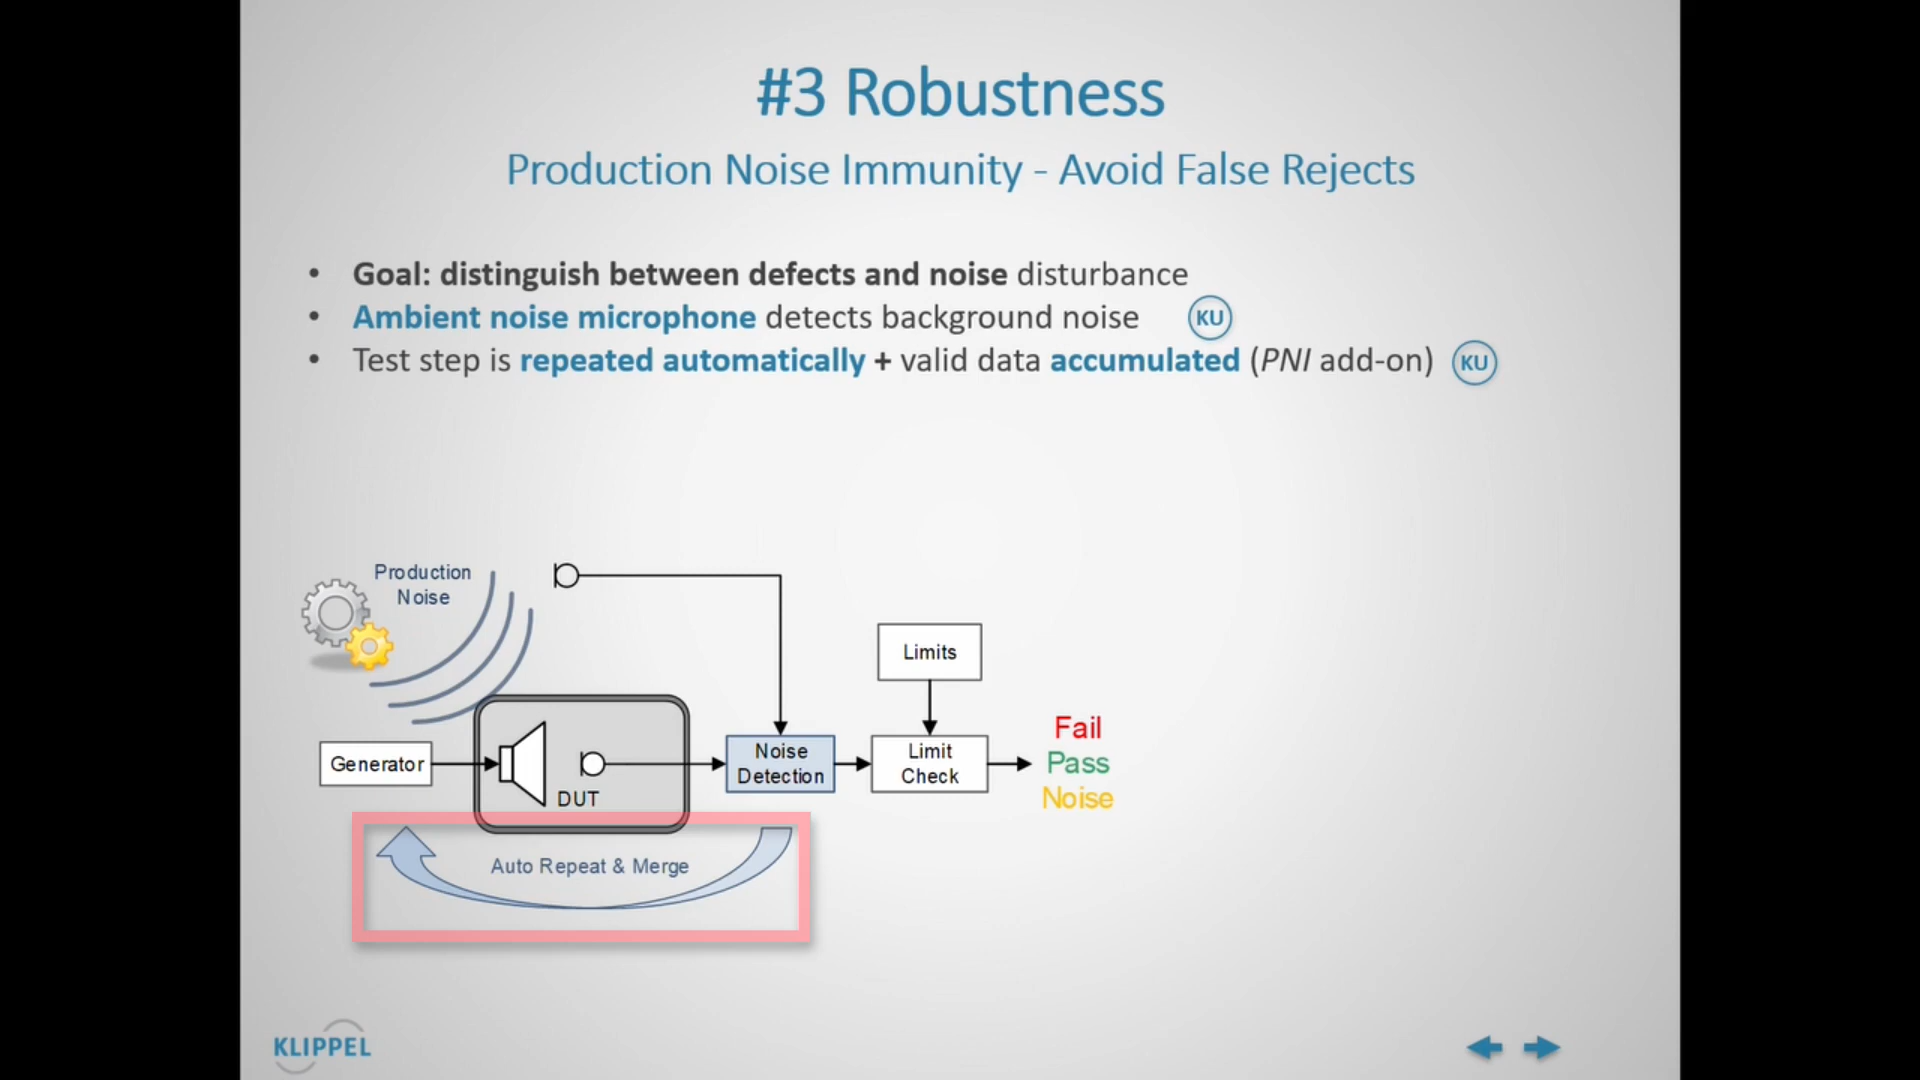 #3 Robustness
Production Noise Immunity - Avoid False Rejects
• Goal: distinguish between defects and noise disturbance
• Ambient noise microphone detects background noise KU
• Test step is repeated automatically + valid data accumulated (PNI add-on) KU
Production
Noise
Limits
Generator
DUT
Noise
Detection
Limit
Check
Fail
Pass
Noise
Auto Repeat & Merge
KLIPPEL